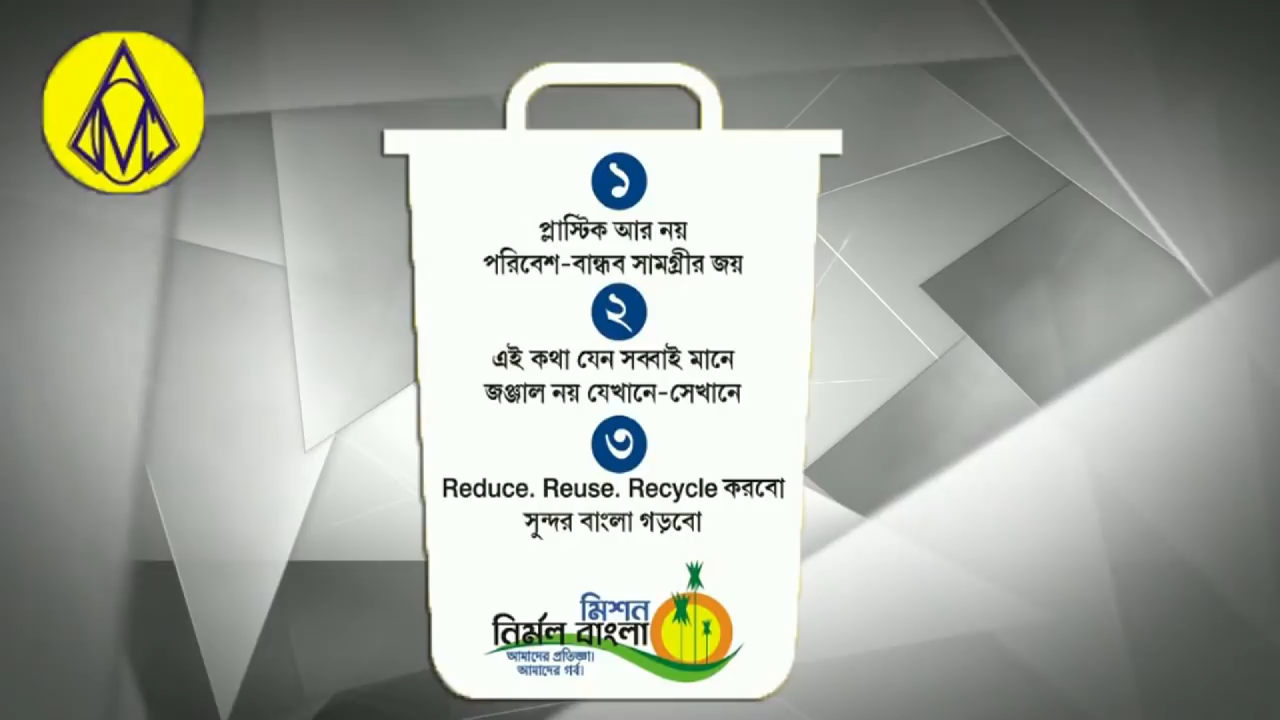 ১
প্লাস্টিক আর নয়
পরিবেশ-বান্ধব সামগ্রীর জয়
২
এই কথা যেন সব্বাই মানে
জঞ্জাল নয় যেখানে-সেখানে
৩
Reduce. Reuse. Recycle করবো
সুন্দর বাংলা গড়বো
মিশন
নির্মল বাংলা
আমাদের প্রতিজ্ঞা।
আমাদের গর্ব।